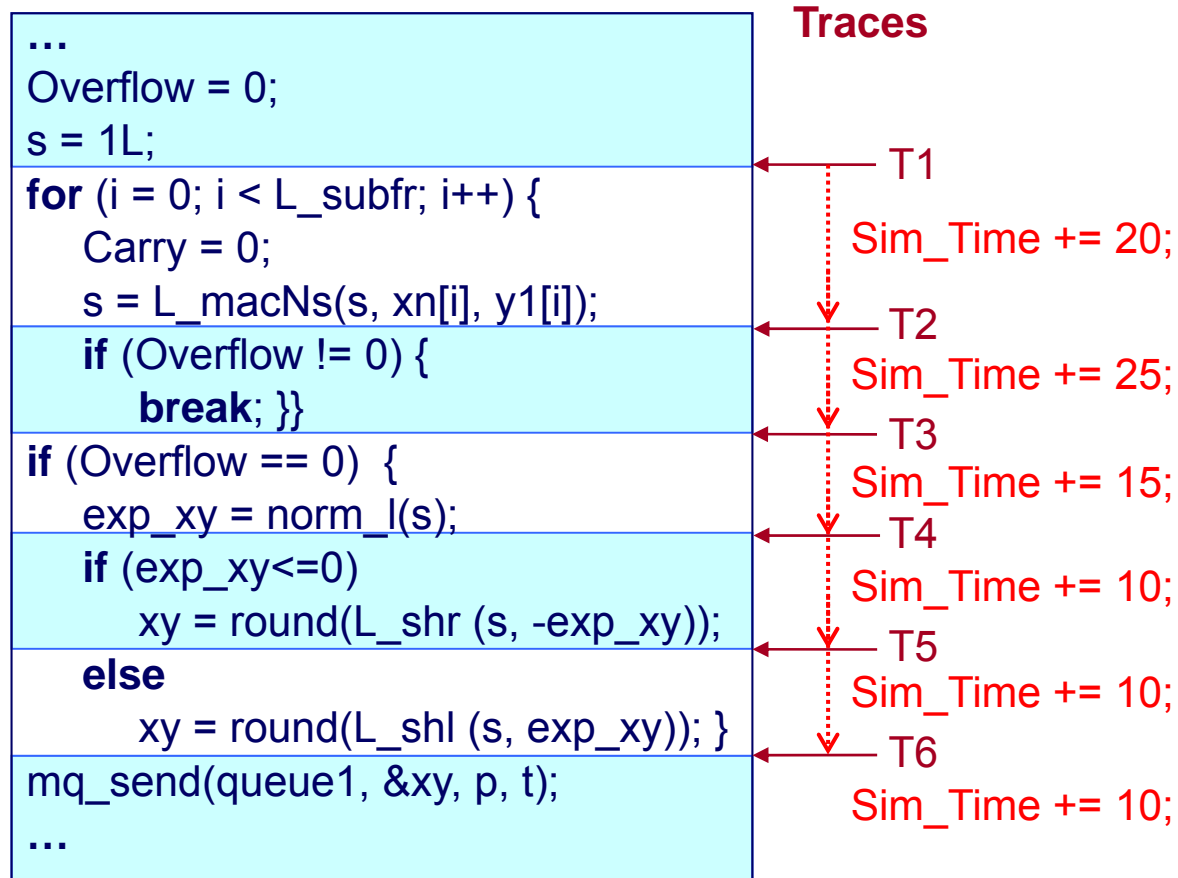 Traces
…
Overflow = 0;
s = 1L;
T1
for (i = 0; i < L_subfr; i++) {
Sim_Time += 20;
Carry = 0;
s = L_macNs(s, xn[i], y1[i]);
T2
if (Overflow != 0) {
Sim_Time += 25;
break; }}
T3
if (Overflow == 0) {
Sim_Time += 15;
exp_xy = norm_l(s);
T4
if (exp_xy<=0)
Sim_Time += 10;
xy = round(L_shr (s, -exp_xy));
T5
else
Sim_Time += 10;
xy = round(L_shl (s, exp_xy)); }
T6
mq_send(queue1, &xy, p, t);
Sim_Time += 10;
…